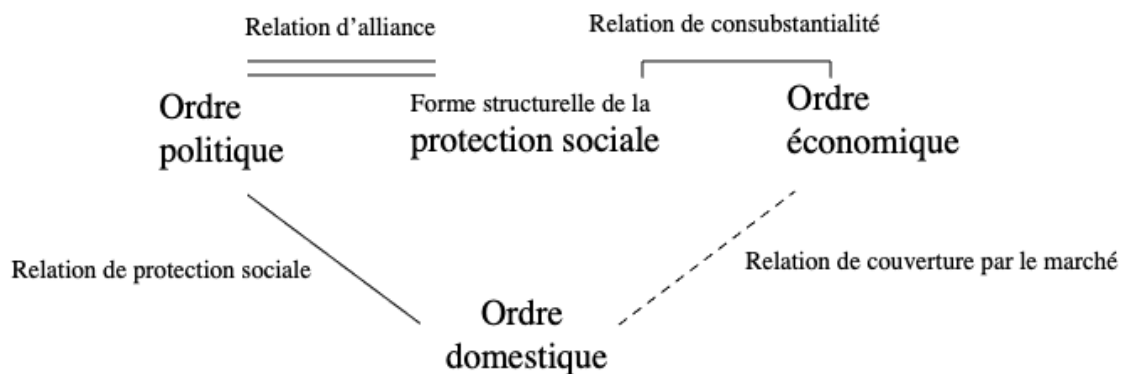 Relation d’alliance
Relation de consubstantialité
Ordre
politique
Forme structurelle de la
protection sociale
Ordre
économique
Relation de protection sociale
Relation de couverture par le marché
Ordre
domestique